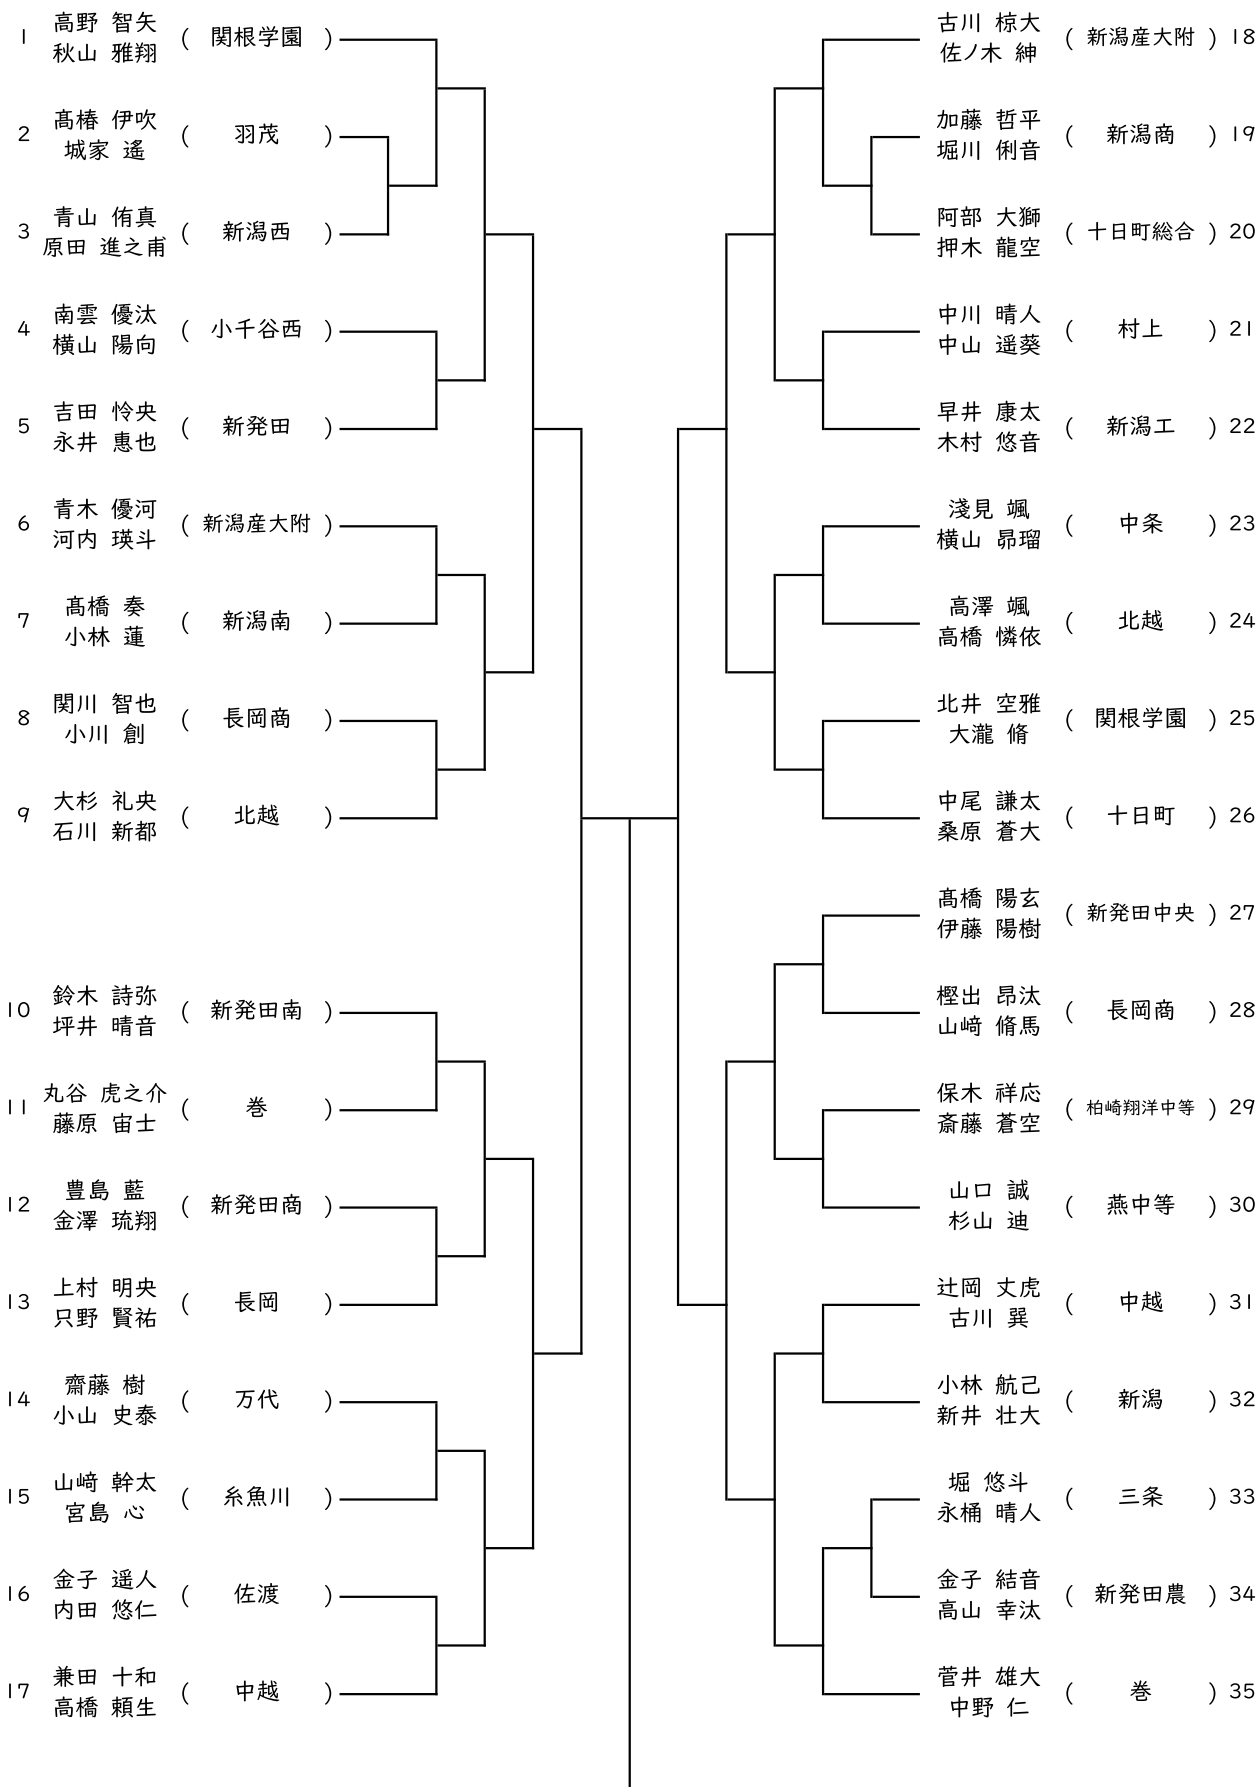 1 高野 智矢 ( 関根学園 )
秋山 雅翔
2 髙椿 伊吹 ( 羽茂 )
城家 遙
3 青山 侑真 ( 新潟西 )
原田 進之甫
4 南雲 優汰 ( 小千谷西 )
横山 陽向
5 吉田 怜央 ( 新発田 )
永井 惠也
6 青木 優河 ( 新潟産大附 )
河内 瑛斗
7 髙橋 奏 ( 新潟南 )
小林 蓮
8 関川 智也 ( 長岡商 )
小川 創
9 大杉 礼央 ( 北越 )
石川 新都
10 鈴木 詩弥 ( 新発田南 )
坪井 晴音
11 丸谷 虎之介 ( 巻 )
藤原 宙士
12 豊島 藍 ( 新発田商 )
金澤 琉翔
13 上村 明央 ( 長岡 )
只野 賢祐
14 齋藤 樹 ( 万代 )
小山 史泰
15 山﨑 幹太 ( 糸魚川 )
宮島 心
16 金子 遥人 ( 佐渡 )
内田 悠仁
17 兼田 十和 ( 中越 )
高橋 頼生
古川 椋大 ( 新潟産大附 ) 18
佐ノ木 紳
加藤 哲平 ( 新潟商 ) 19
堀川 俐音
阿部 大獅 ( 十日町総合 ) 20
押木 龍空
中川 晴人 ( 村上 ) 21
中山 遥葵
早井 康太 ( 新潟工 ) 22
木村 悠音
淺見 颯 ( 中条 ) 23
横山 昴瑠
高澤 颯 ( 北越 ) 24
高橋 憐依
北井 空雅 ( 関根学園 ) 25
大瀧 脩
中尾 謙太 ( 十日町 ) 26
桑原 蒼大
髙橋 陽玄 ( 新発田中央 ) 27
伊藤 陽樹
樫出 昂汰 ( 長岡商 ) 28
山﨑 脩馬
保木 祥応 ( 柏崎翔洋中等 ) 29
斎藤 蒼空
山口 誠 ( 燕中等 ) 30
杉山 迪
辻岡 丈虎 ( 中越 ) 31
古川 巽
小林 航己 ( 新潟 ) 32
新井 壮大
堀 悠斗 ( 三条 ) 33
永桶 晴人
金子 結音 ( 新発田農 ) 34
高山 幸汰
菅井 雄大 ( 巻 ) 35
中野 仁